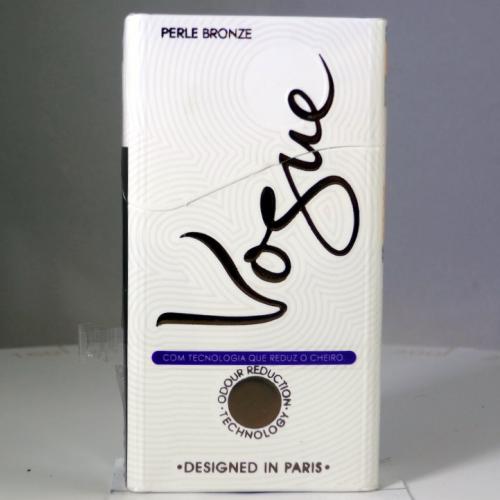 PERLE BRONZE
Vogue
COM TECNOLOGIA QUE REDUZ O CHEIRO
ODOUR REDUCTION
TECHNOLOGY
•DESIGNED IN PARIS•